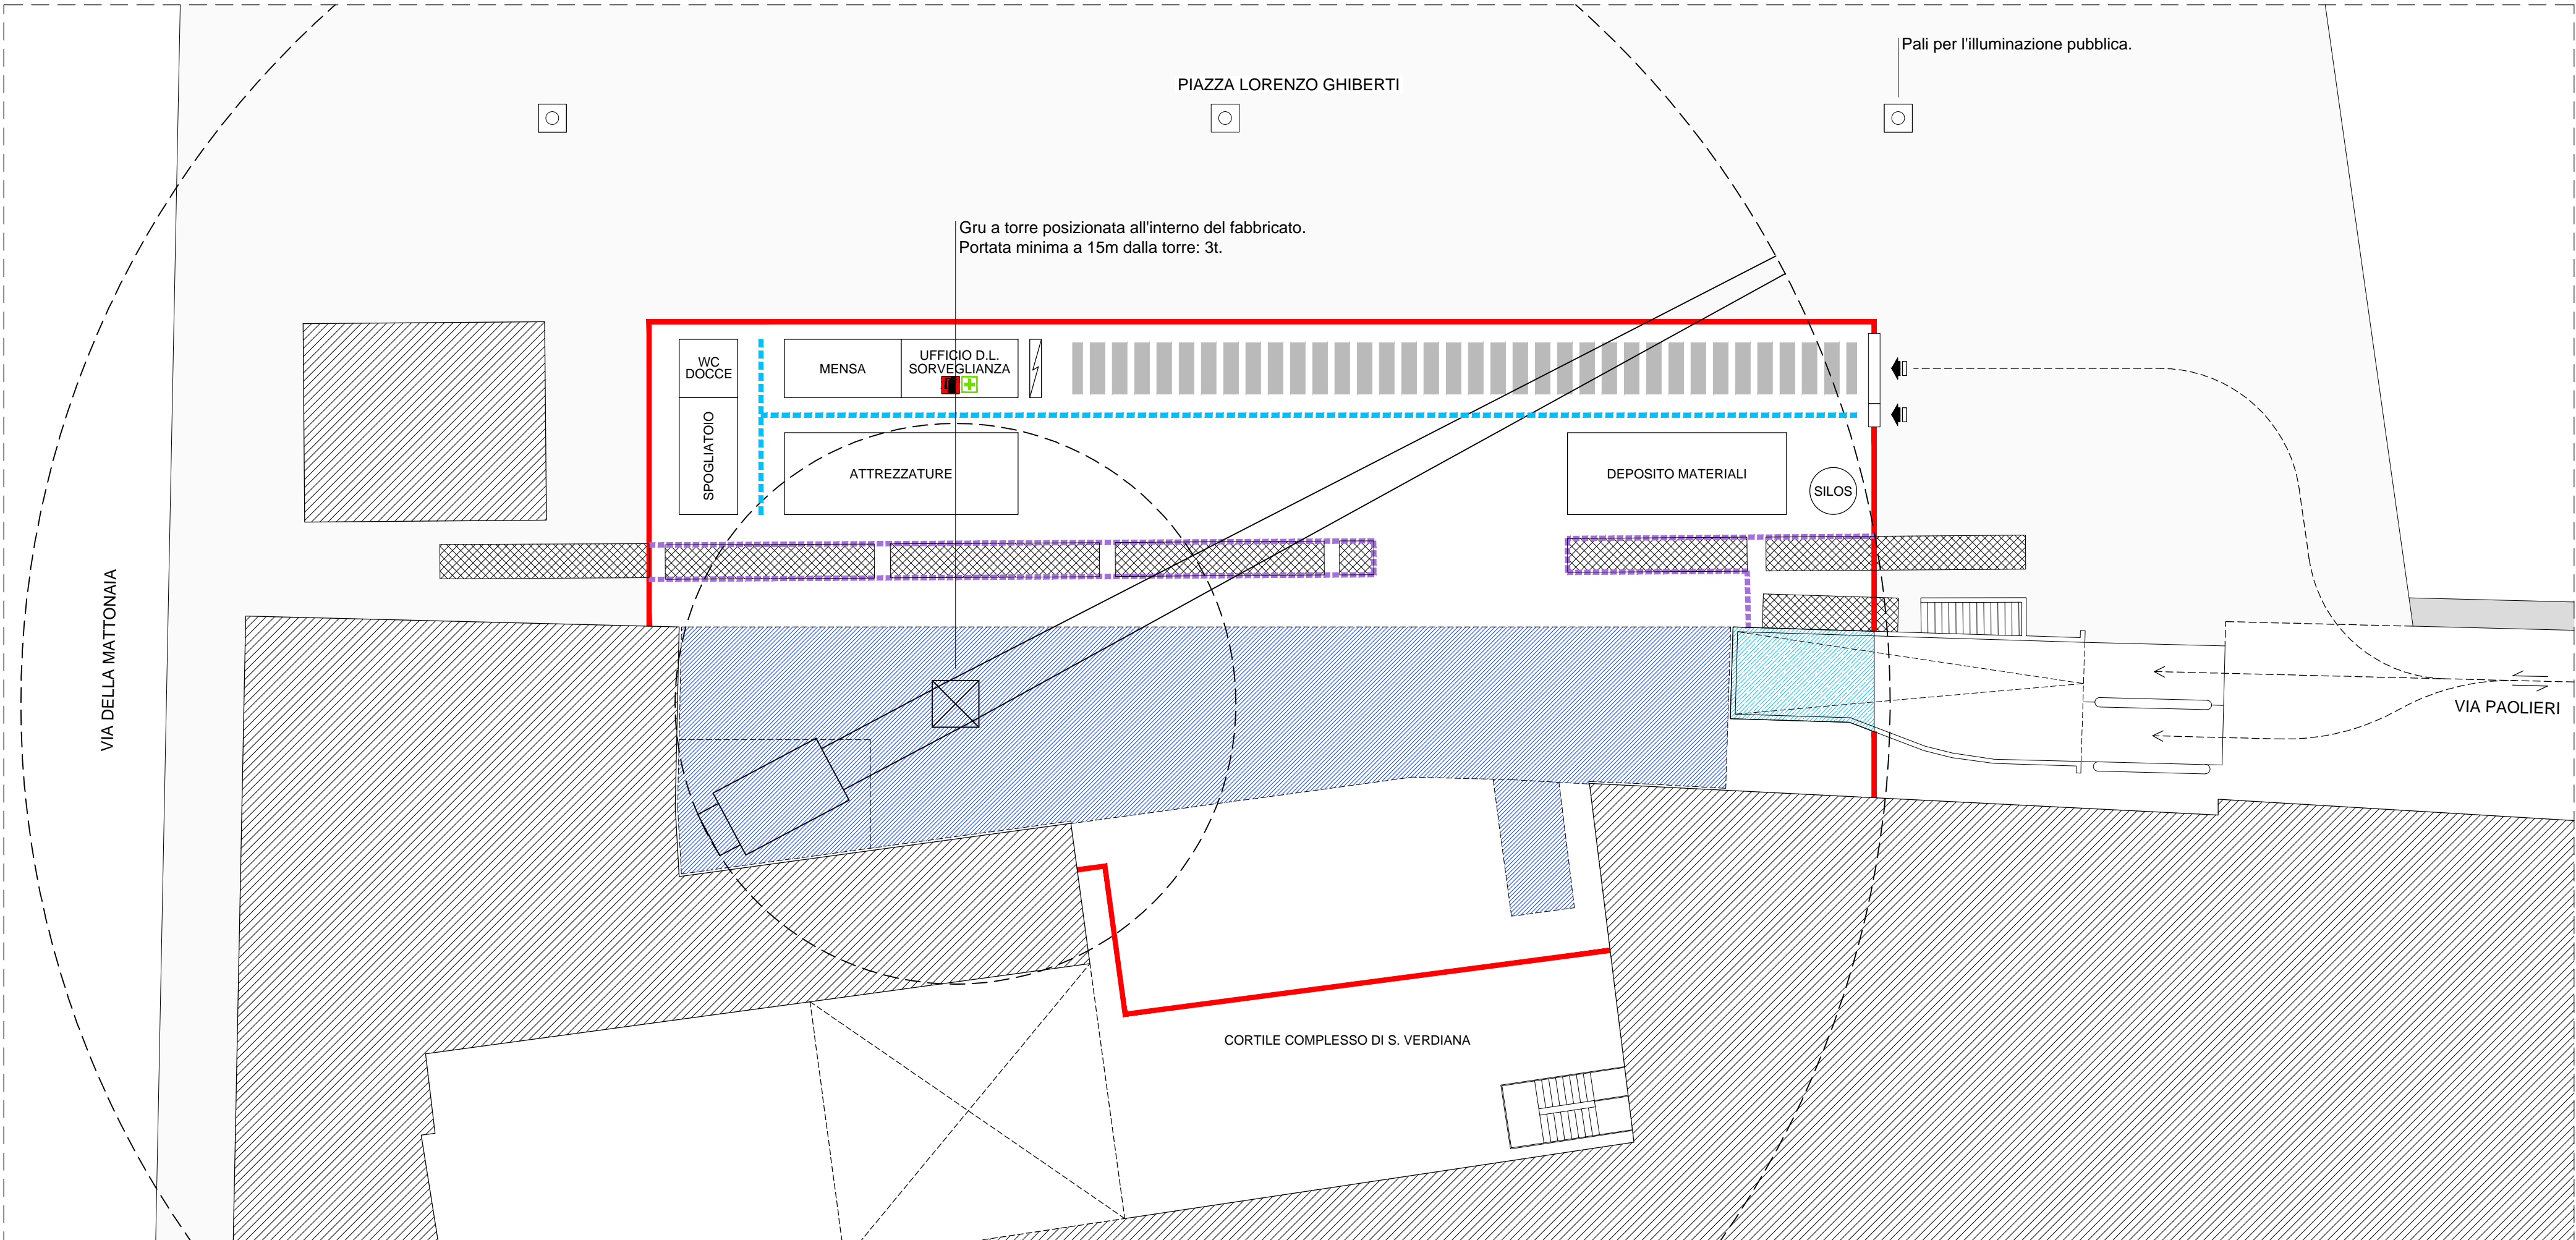 Pali per l'illuminazione pubblica.
PIAZZA LORENZO GHIBERTI
Gru a torre posizionata all'interno del fabbricato.
Portata minima a 15m dalla torre: 3t.
WC
DOCCE
MENSA
UFFICIO D.L.
SORVEGLIANZA
SPOGLIATOIO
ATTREZZATURE
DEPOSITO MATERIALI
SILOS
VIA DELLA MATTONAIA
VIA PAOLIERI
CORTILE COMPLESSO DI S. VERDIANA